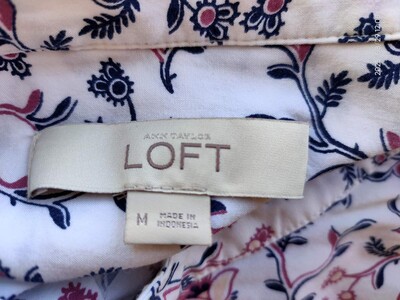 ANN TAYLOR
LOFT
M
MADE IN
INDONESIA